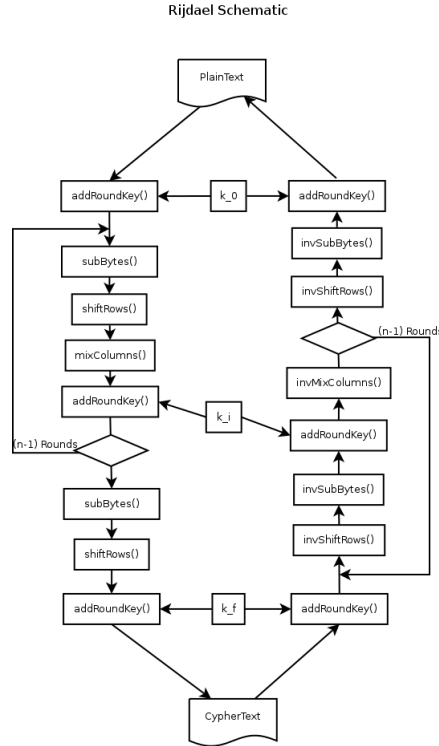 Rijdael Schematic
PlainText
addRoundKey()
k_0
addRoundKey()
subBytes()
invSubBytes()
shiftRows()
invShiftRows()
mixColumns()
(n-1) Rounds
invMixColumns()
addRoundKey()
k_i
addRoundKey()
(n-1) Rounds
subBytes()
invSubBytes()
shiftRows()
invShiftRows()
addRoundKey()
k_f
addRoundKey()
CypherText